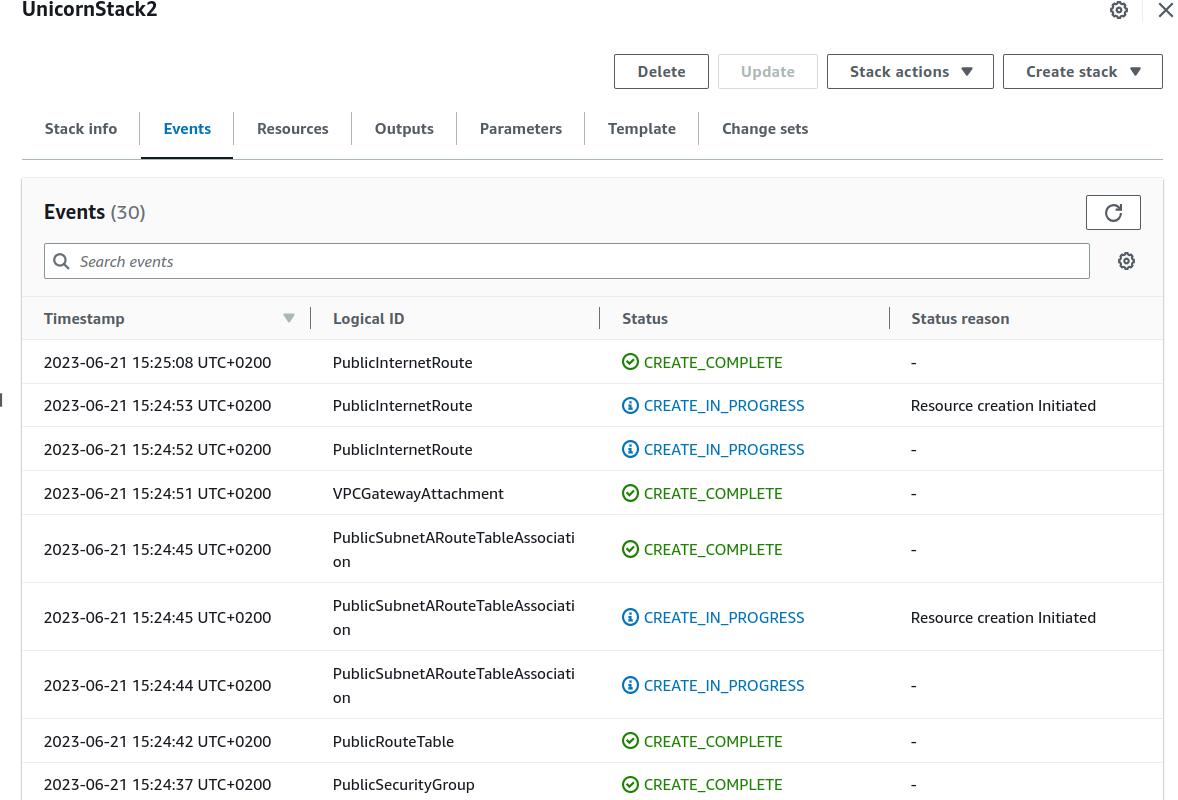 UnicornStack2
Delete
Update
Stack actions
Create stack
Stack info
Events
Resources
Outputs
Parameters
Template
Change sets
Events (30)
Search events
Timestamp Logical ID Status Status reason
2023-06-21 15:25:08 UTC+0200 PublicInternetRoute CREATE_COMPLETE -
2023-06-21 15:24:53 UTC+0200 PublicInternetRoute CREATE_IN_PROGRESS Resource creation Initiated
2023-06-21 15:24:52 UTC+0200 PublicInternetRoute CREATE_IN_PROGRESS -
2023-06-21 15:24:51 UTC+0200 VPCGatewayAttachment CREATE_COMPLETE -
2023-06-21 15:24:45 UTC+0200 PublicSubnetARouteTableAssociati
on CREATE_COMPLETE -
2023-06-21 15:24:45 UTC+0200 PublicSubnetARouteTableAssociati
on CREATE_IN_PROGRESS Resource creation Initiated
2023-06-21 15:24:44 UTC+0200 PublicSubnetARouteTableAssociati
on CREATE_IN_PROGRESS -
2023-06-21 15:24:42 UTC+0200 PublicRouteTable CREATE_COMPLETE -
2023-06-21 15:24:37 UTC+0200 PublicSecurityGroup CREATE_COMPLETE -